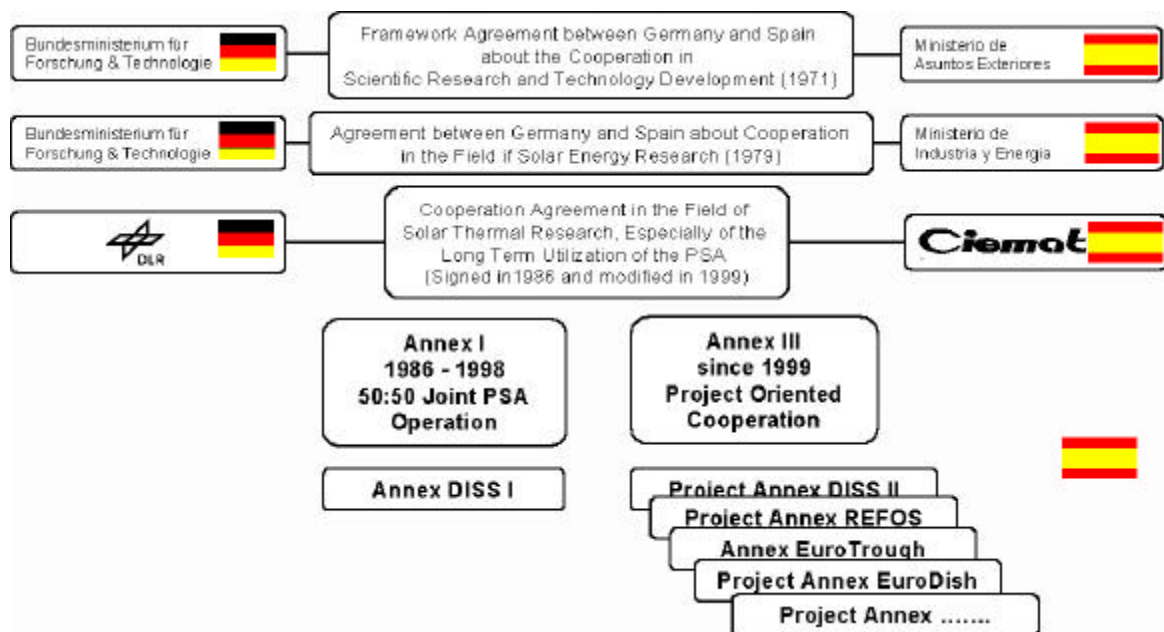 Bundesministerium für
Forschung & Technologie
Framework Agreement between Germany and Spain
about the Cooperation in
Scientific Research and Technology Development (1971)
Ministerio de
Asuntos Exteriores
Bundesministerium für
Forschung & Technologie
Agreement between Germany and Spain about Cooperation
in the Field if Solar Energy Research (1979)
Ministerio de
Industria y Energia
DLR
Cooperation Agreement in the Field of
Solar Thermal Research, Especially of the
Long Term Utilization of the PSA
(Signed in1986 and modified in 1999)
Ciemat
Annex I
1986 - 1998
50:50 Joint PSA
Operation
Annex III
since 1999
Project Oriented
Cooperation
Annex DISS I
Project Annex DISS II
Project Annex REFOS
Annex EuroTrough
Project Annex EuroDish
Project Annex .......